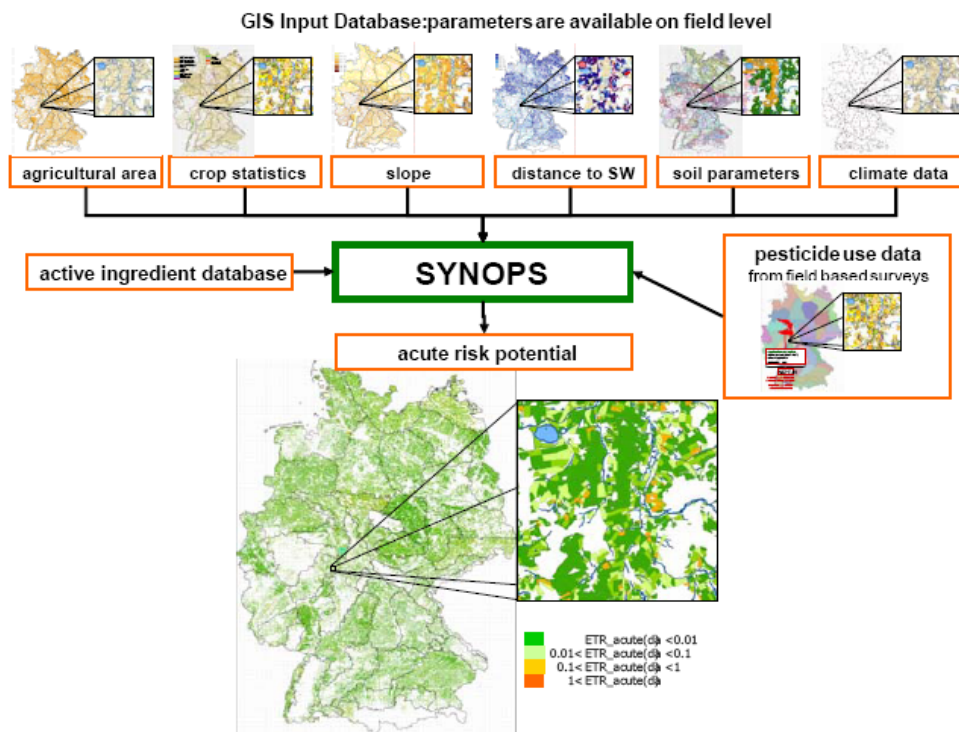 GIS Input Database:parameters are available on field level
agricultural area
crop statistics
slope
distance to SW
soil parameters
climate data
active ingredient database
SYNOPS
pesticide use data
from field based surveys
acute risk potential
ETR_acute(da) <0.01
0.01< ETR_acute(da) <0.1
0.1< ETR_acute(da) <1
1< ETR_acute(da)